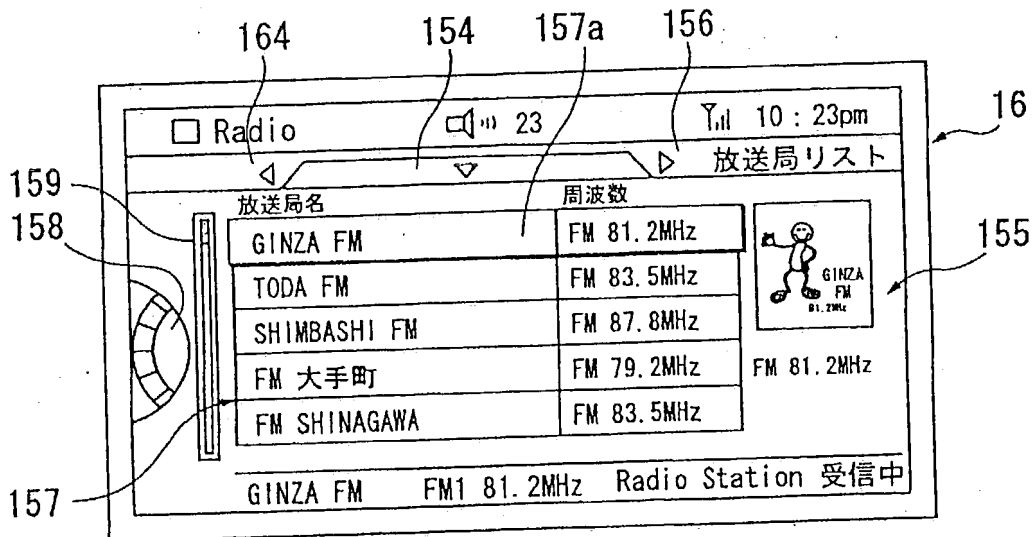 164 154 157a 156
16
□ Radio 23 10:23pm
放送局リスト
159
158
155
157
放送局名 周波数
GINZA FM FM 81.2MHz
TODA FM FM 83.5MHz
SHIMBASHI FM FM 87.8MHz
FM 大手町 FM 79.2MHz
FM SHINAGAWA FM 83.5MHz
GINZA
FM
81.2MHz
FM 81.2MHz
GINZA FM FM1 81.2MHz Radio Station 受信中